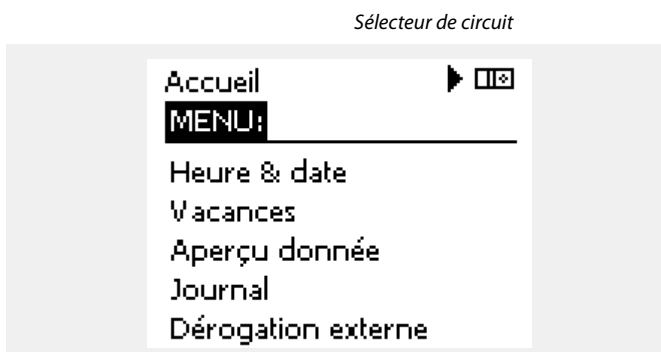 Sélecteur de circuit
Accueil
MENU:
Heure & date
Vacances
Aperçu donnée
Journal
Dérogation externe